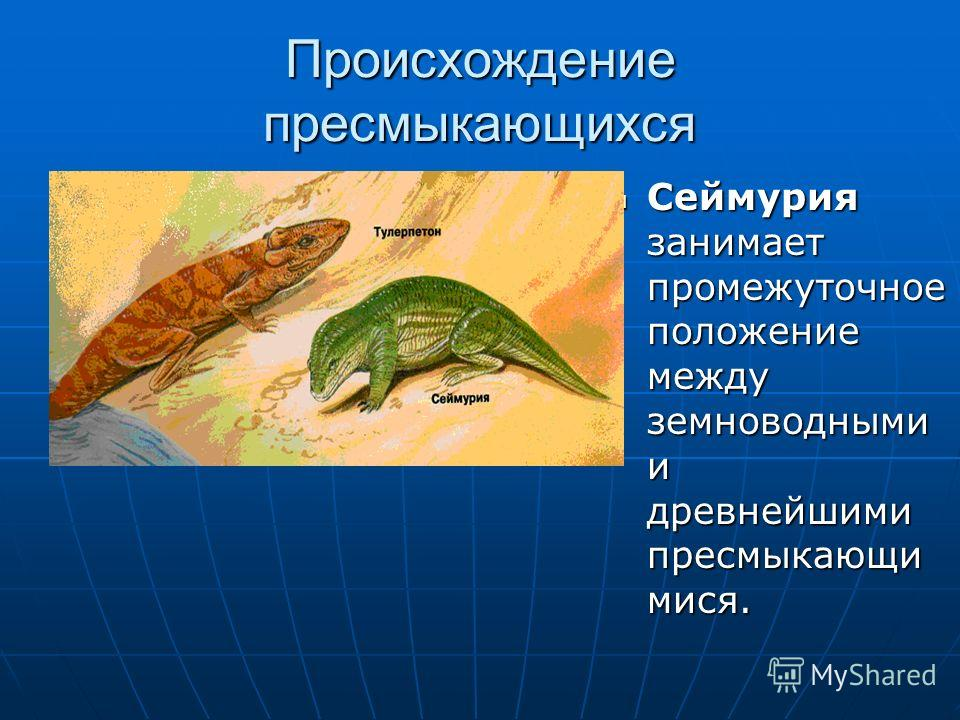 Происхождение
пресмыкающихся
Тулерпетон
Сеймурия
Сеймурия
занимает
промежуточное
положение
между
земноводными
и
древнейшими
пресмыкающи
мися.
MyShared